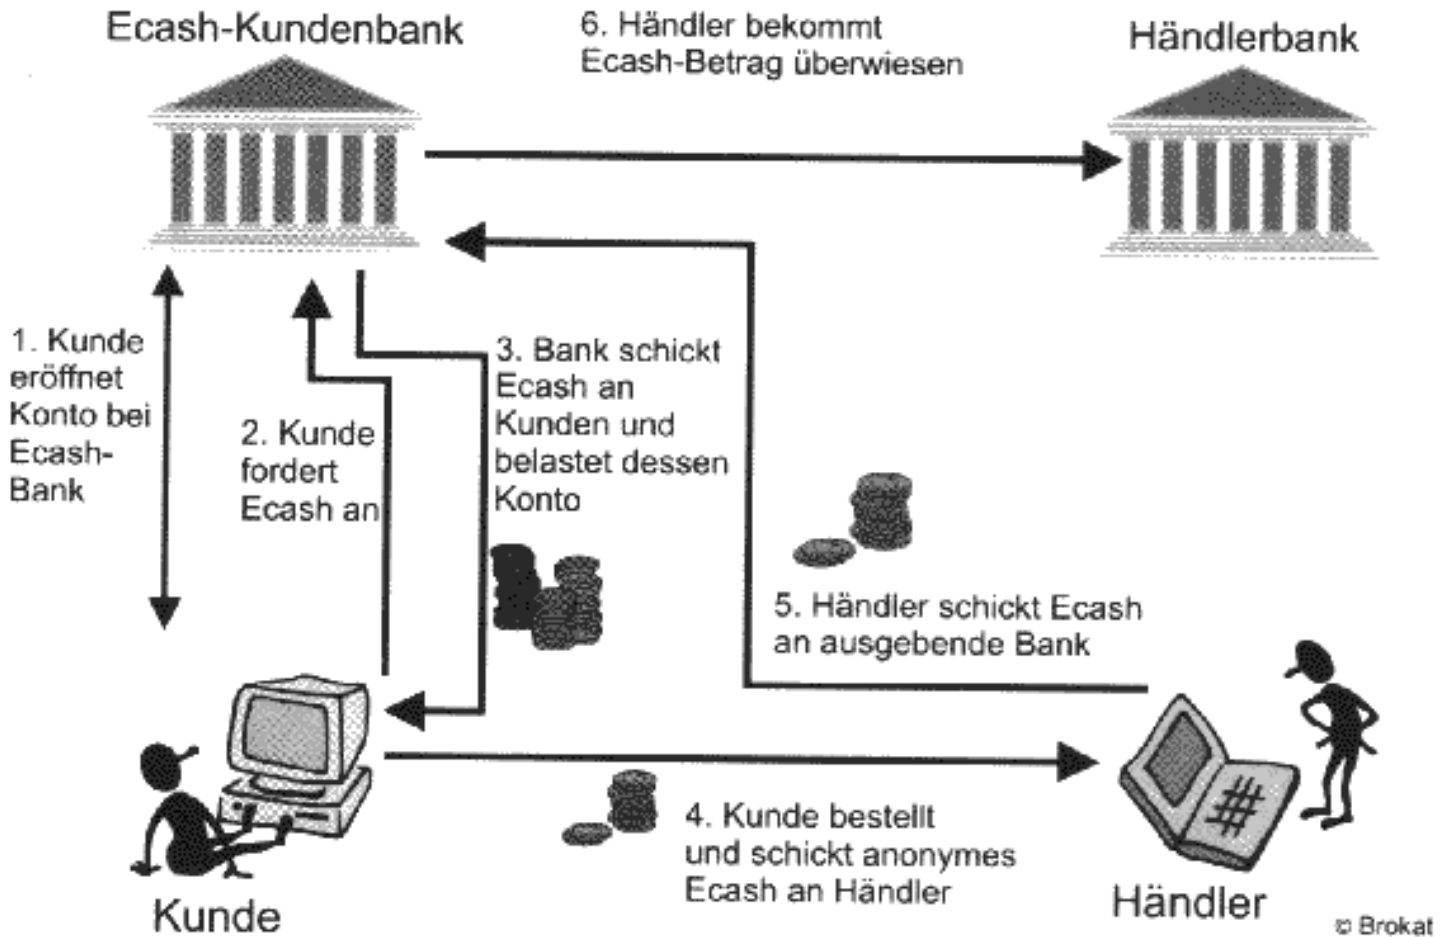 Ecash-Kundenbank
6. Händler bekommt
Ecash-Betrag überwiesen
Händlerbank
1. Kunde
eröffnet
Konto bei
Ecash-
Bank
2. Kunde
fordert
Ecash an
3. Bank schickt
Ecash an
Kunden und
belastet dessen
Konto
5. Händler schickt Ecash
an ausgebende Bank
4. Kunde bestellt
und schickt anonymes
Ecash an Händler
Kunde
Händler
© Brokat